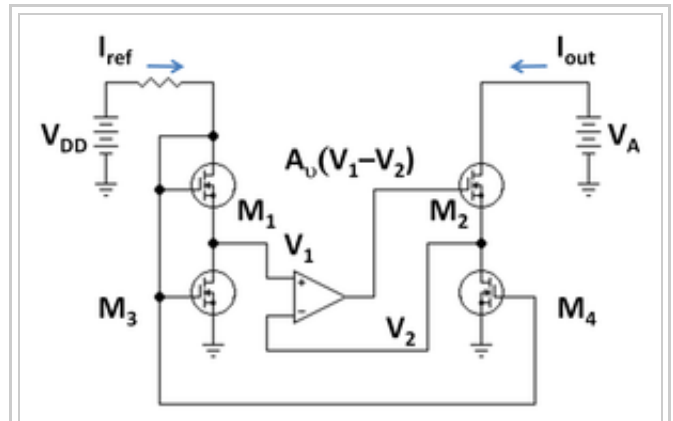 Iref
Iout
VDD
Aυ(V1–V2)
VA
M1
M2
V1
+
–
M3
V2
M4